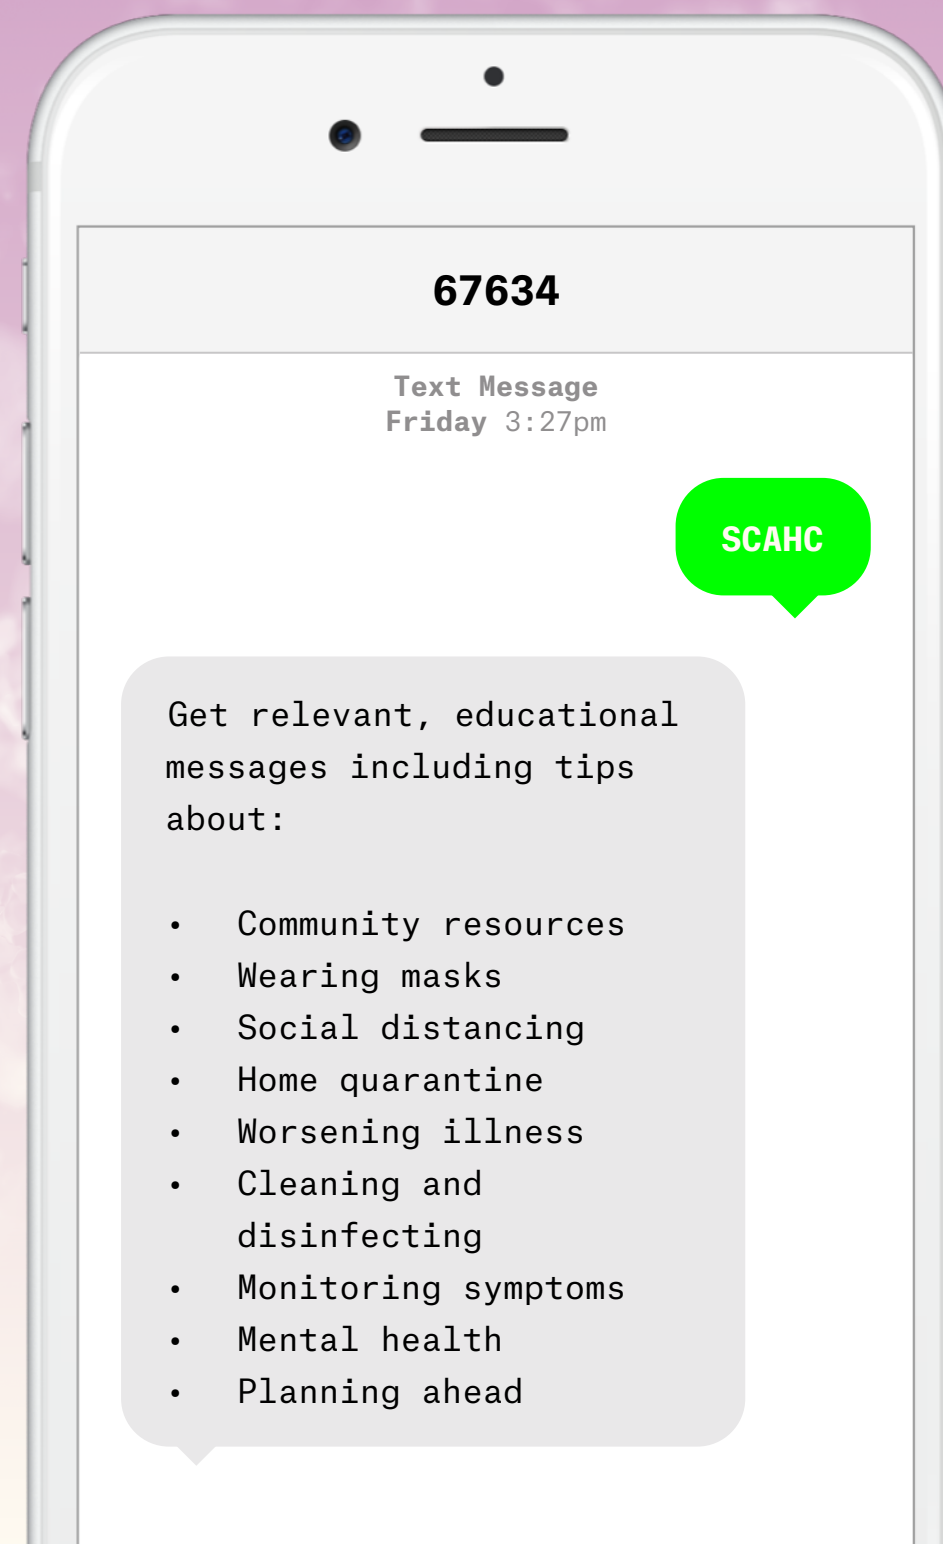 67634
Text Message
Friday 3:27pm
SCAHC
Get relevant, educational
messages including tips
about:
• Community resources
• Wearing masks
• Social distancing
• Home quarantine
• Worsening illness
• Cleaning and
disinfecting
• Monitoring symptoms
• Mental health
• Planning ahead